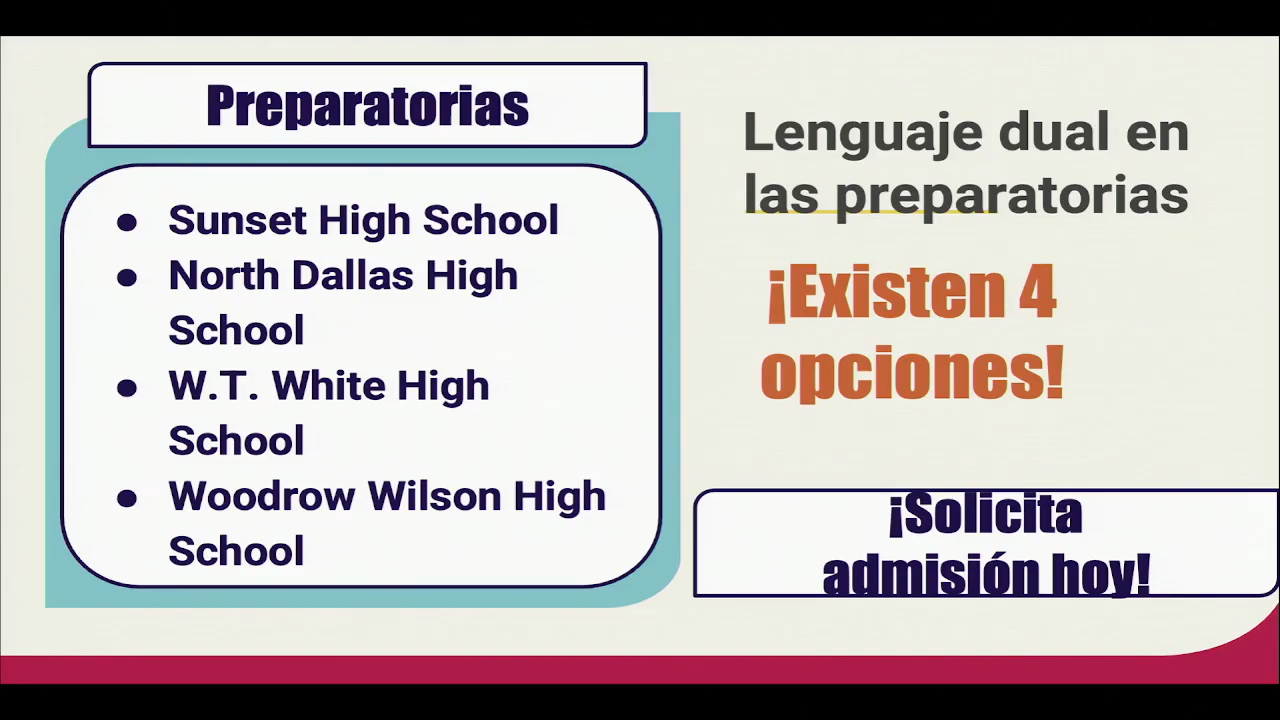 Preparatorias
● Sunset High School
● North Dallas High
School
● W.T. White High
School
● Woodrow Wilson High
School
Lenguaje dual en
las preparatorias
¡Existen 4
opciones!
¡Solicita
admisión hoy!